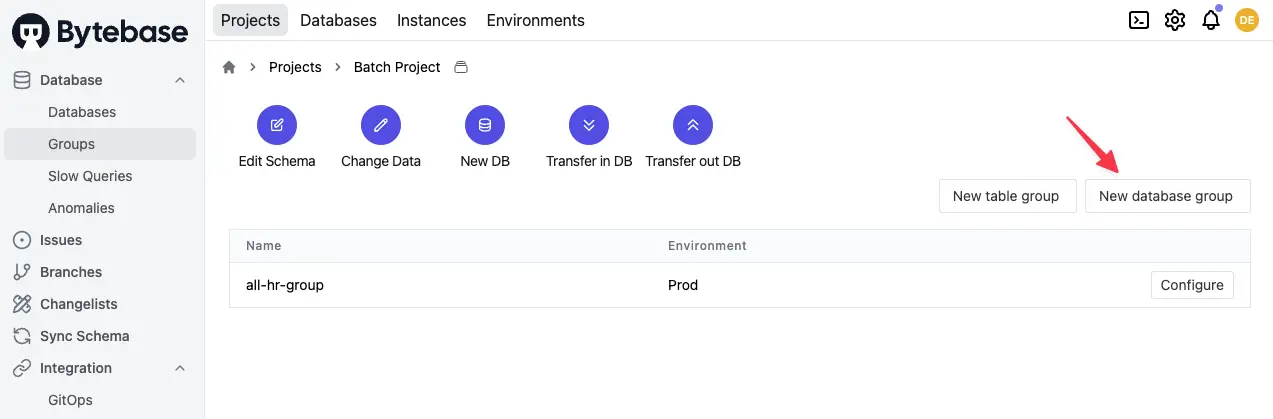 Bytebase
Projects Databases Instances Environments
DE
Database
Databases
Groups
Slow Queries
Anomalies
Issues
Branches
Changelists
Sync Schema
Integration
GitOps
Projects Batch Project
Edit Schema Change Data New DB Transfer in DB Transfer out DB
New table group New database group
Name Environment
all-hr-group Prod Configure